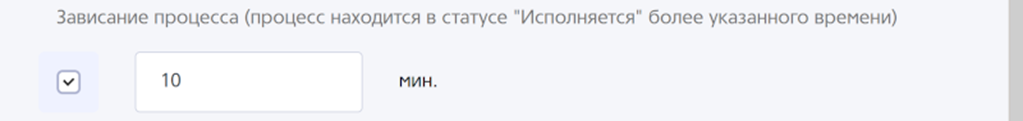 Зависание процесса (процесс находится в статусе "Исполняется" более указанного времени)
10 мин.